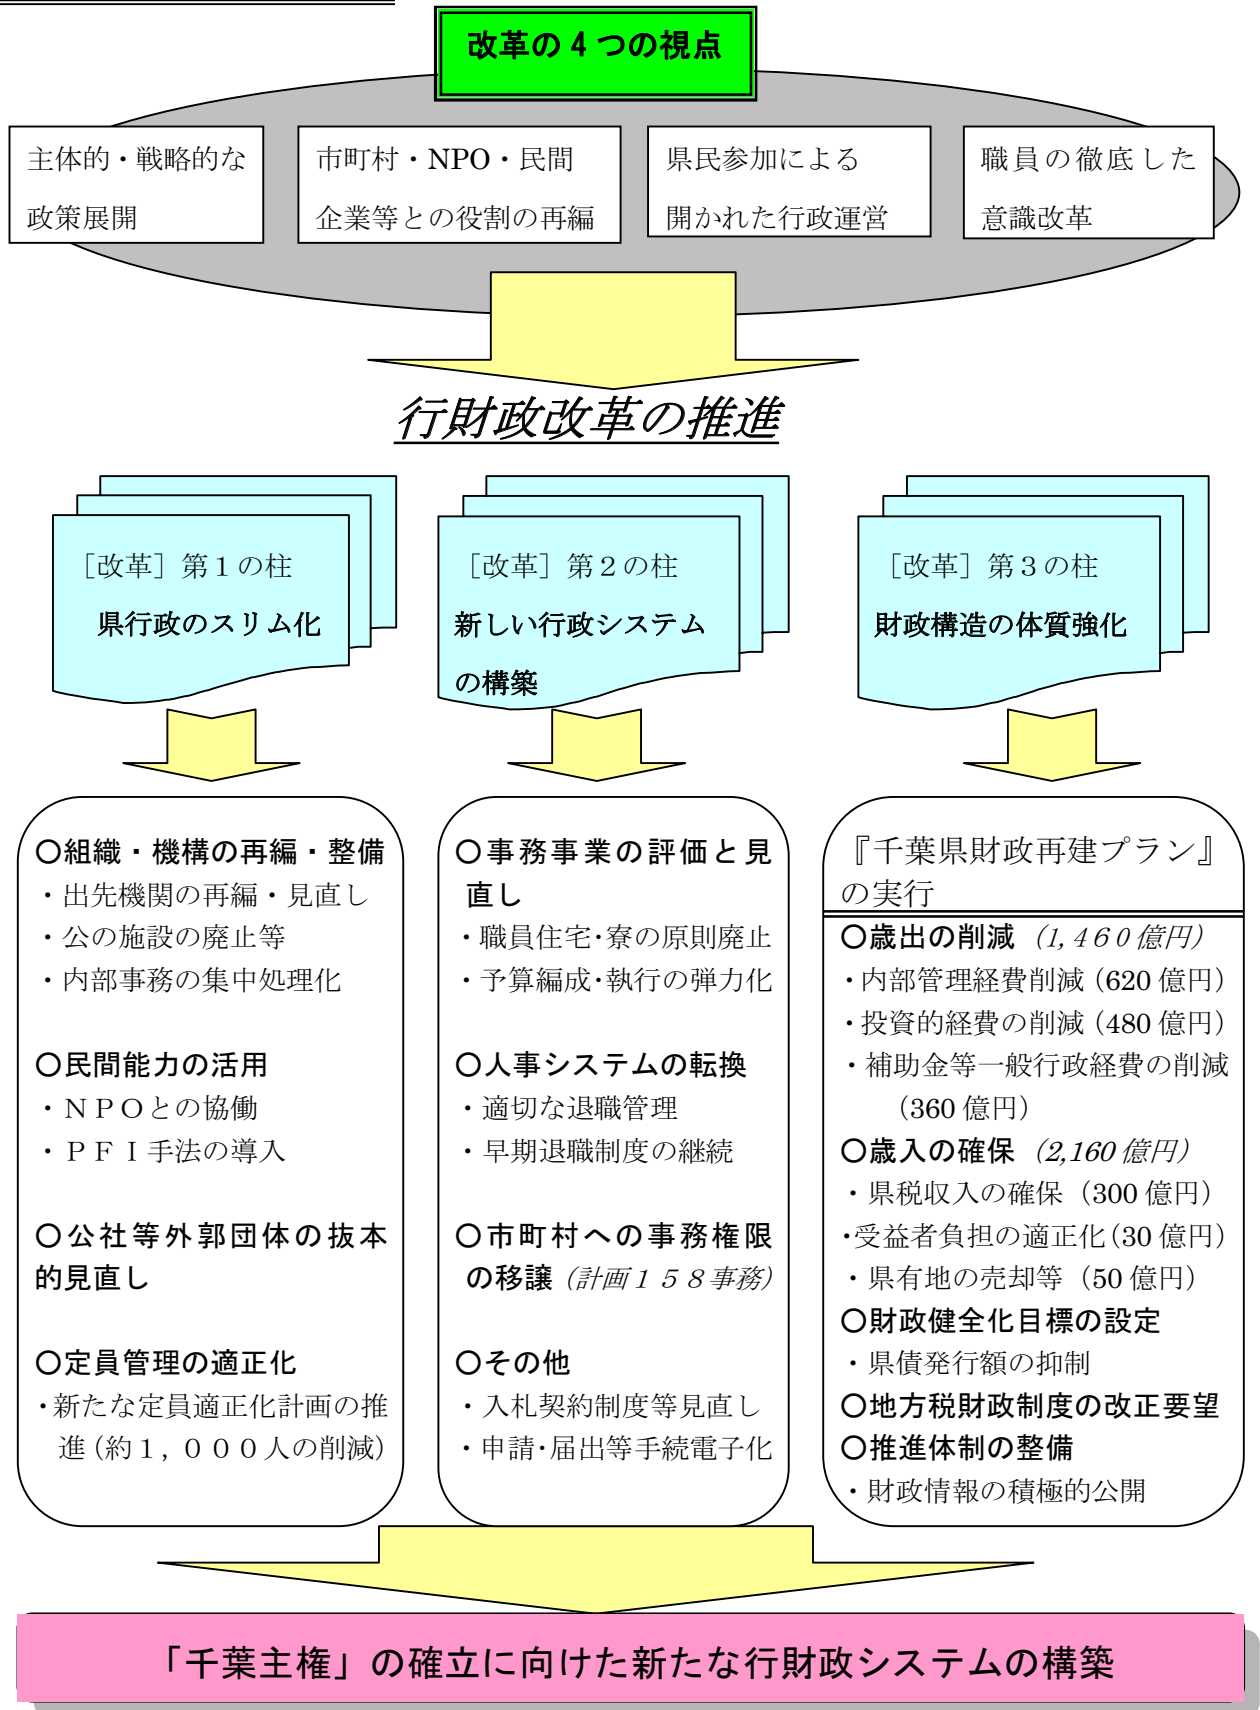 改革の４つの視点
主体的・戦略的な
政策展開
市町村・NPO・民間
企業等との役割の再編
県民参加による
開かれた行政運営
職員の徹底した
意識改革
行財政改革の推進
［改革］第１の柱
県行政のスリム化
［改革］第２の柱
新しい行政システム
の構築
［改革］第３の柱
財政構造の体質強化
○組織・機構の再編・整備
・出先機関の再編・見直し
・公の施設の廃止等
・内部事務の集中処理化
○民間能力の活用
・ＮＰＯとの協働
・ＰＦＩ手法の導入
○公社等外郭団体の抜本
的見直し
○定員管理の適正化
・新たな定員適正化計画の推
進（約１，０００人の削減）
○事務事業の評価と見
直し
・職員住宅・寮の原則廃止
・予算編成・執行の弾力化
○人事システムの転換
・適切な退職管理
・早期退職制度の継続
○市町村への事務権限
の移譲（計画１５８事務）
○その他
・入札契約制度等見直し
・申請・届出等手続電子化
『千葉県財政再建プラン』
の実行
○歳出の削減（1,４６０億円）
・内部管理経費削減（620 億円）
・投資的経費の削減（480 億円）
・補助金等一般行政経費の削減
（360 億円）
○歳入の確保（2,160 億円）
・県税収入の確保（300 億円）
・受益者負担の適正化（30 億円）
・県有地の売却等（50 億円）
○財政健全化目標の設定
・県債発行額の抑制
○地方税財政制度の改正要望
○推進体制の整備
・財政情報の積極的公開
「千葉主権」の確立に向けた新たな行財政システムの構築